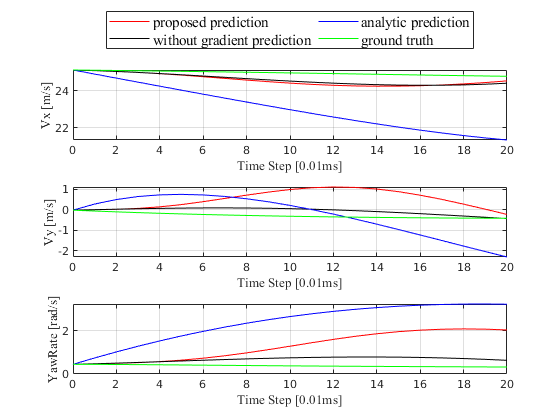 proposed prediction analytic prediction
without gradient prediction ground truth
24
22
Vx [m/s]
0 2 4 6 8 10 12 14 16 18 20
Time Step [0.01ms]
1
0
-1
-2
Vy [m/s]
0 2 4 6 8 10 12 14 16 18 20
Time Step [0.01ms]
2
0
YawRate [rad/s]
0 2 4 6 8 10 12 14 16 18 20
Time Step [0.01ms]